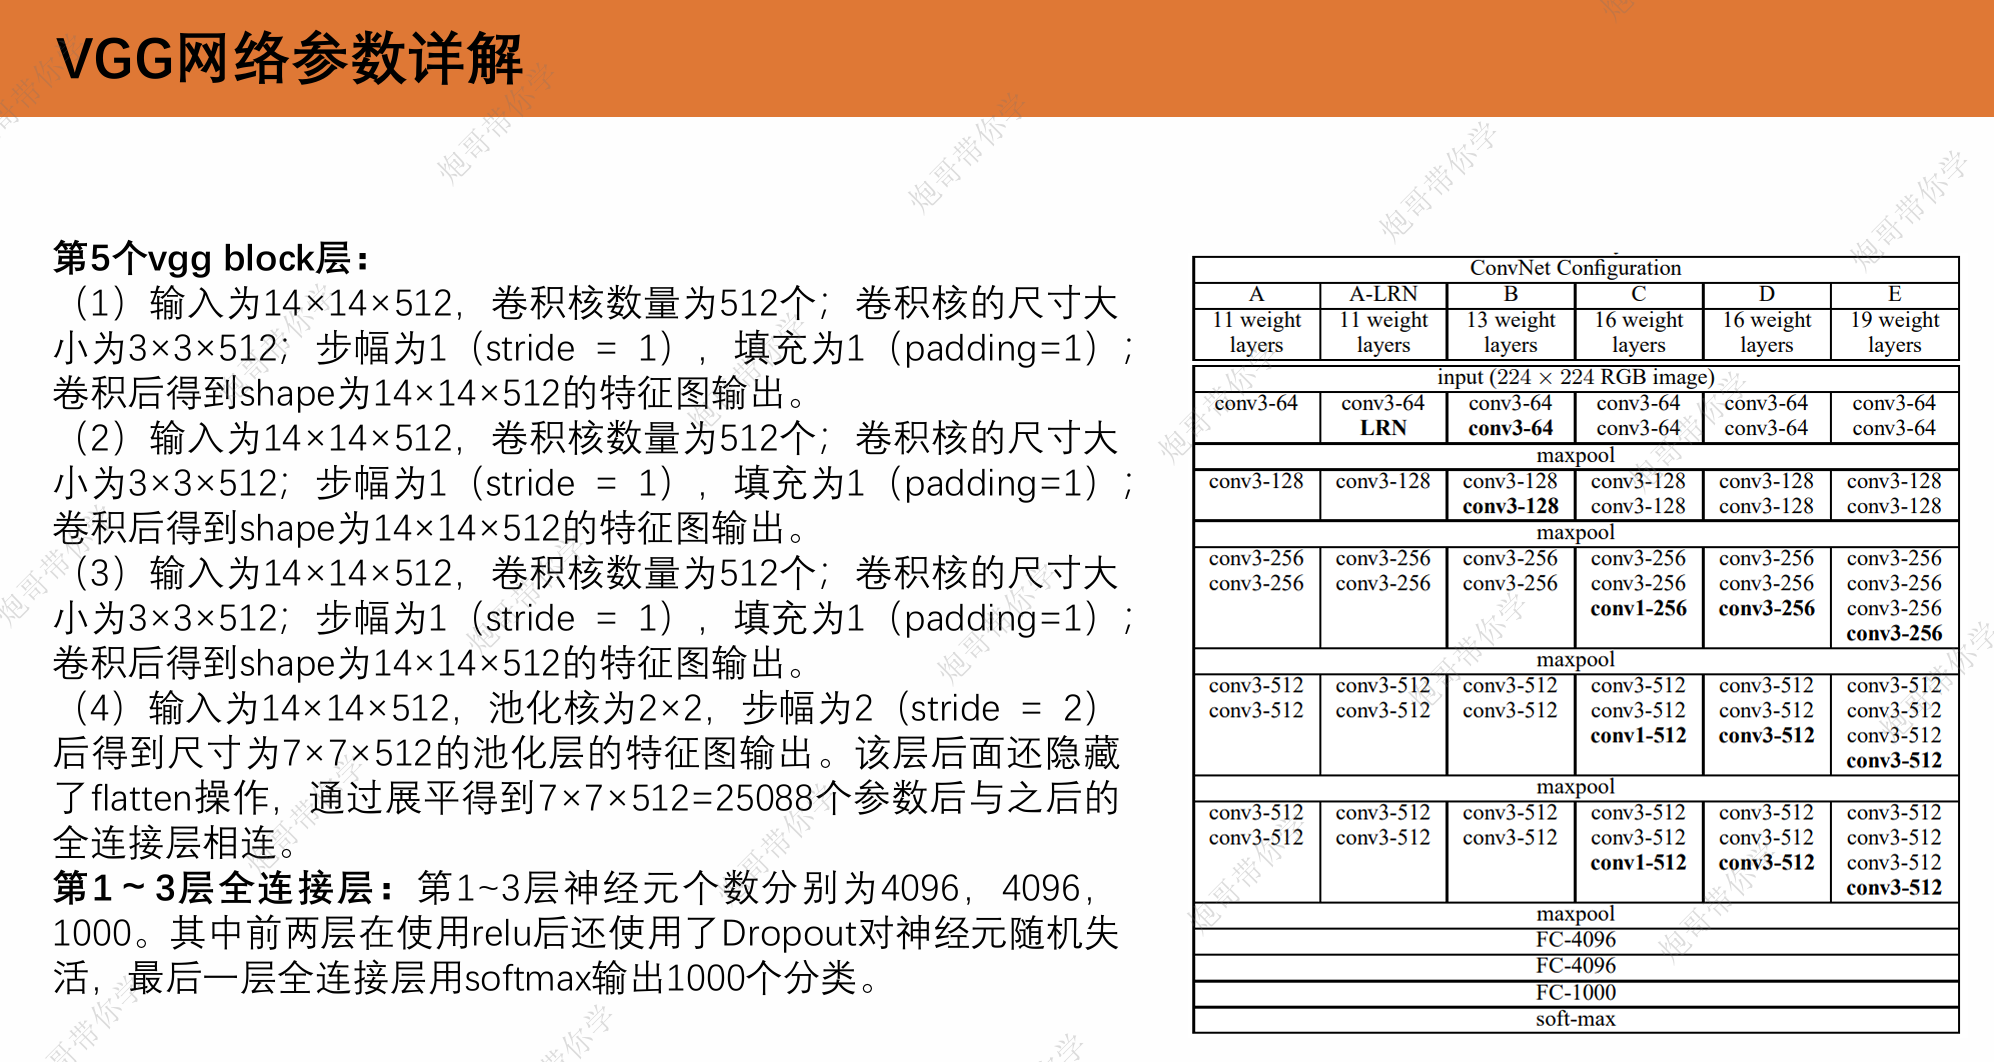 VGG网络参数详解
第5个vgg block层：
（1）输入为14×14×512，卷积核数量为512个；卷积核的尺寸大
小为3×3×512；步幅为1（stride = 1），填充为1（padding=1）；
卷积后得到shape为14×14×512的特征图输出。
（2）输入为14×14×512，卷积核数量为512个；卷积核的尺寸大
小为3×3×512；步幅为1（stride = 1），填充为1（padding=1）；
卷积后得到shape为14×14×512的特征图输出。
（3）输入为14×14×512，卷积核数量为512个；卷积核的尺寸大
小为3×3×512；步幅为1（stride = 1），填充为1（padding=1）；
卷积后得到shape为14×14×512的特征图输出。
（4）输入为14×14×512，池化核为2×2，步幅为2（stride = 2）
后得到尺寸为7×7×512的池化层的特征图输出。该层后面还隐藏
了flatten操作，通过展平得到7×7×512=25088个参数后与之后的
全连接层相连。
第1～3层全连接层：第1~3层神经元个数分别为4096，4096，
1000。其中前两层在使用relu后还使用了Dropout对神经元随机失
活，最后一层全连接层用softmax输出1000个分类。
ConvNet Configuration
A A-LRN B C D E
11 weight 11 weight 13 weight 16 weight 16 weight 19 weight
layers layers layers layers layers layers
input (224 × 224 RGB image)
conv3-64 conv3-64 conv3-64 conv3-64 conv3-64 conv3-64
LRN conv3-64 conv3-64 conv3-64 conv3-64
maxpool
conv3-128 conv3-128 conv3-128 conv3-128 conv3-128 conv3-128
conv3-128 conv3-128 conv3-128 conv3-128
maxpool
conv3-256 conv3-256 conv3-256 conv3-256 conv3-256 conv3-256
conv3-256 conv3-256 conv3-256 conv3-256 conv3-256 conv3-256
conv1-256 conv3-256 conv3-256
conv3-256
maxpool
conv3-512 conv3-512 conv3-512 conv3-512 conv3-512 conv3-512
conv3-512 conv3-512 conv3-512 conv3-512 conv3-512 conv3-512
conv1-512 conv3-512 conv3-512
conv3-512
maxpool
conv3-512 conv3-512 conv3-512 conv3-512 conv3-512 conv3-512
conv3-512 conv3-512 conv3-512 conv3-512 conv3-512 conv3-512
conv1-512 conv3-512 conv3-512
conv3-512
maxpool
FC-4096
FC-4096
FC-1000
soft-max
炮哥带你学